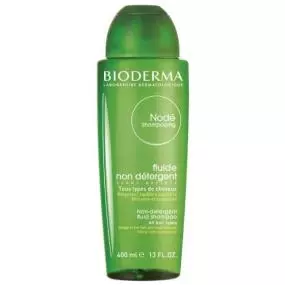 BIODERMA
LABORATOIRE DERMATOLOGIQUE
Nodé
Shampooing
fluide
non détergent
Tous types de cheveux
Non-detergent
fluid shampoo
All hair types
400 ml ℮ 13 FL.OZ.